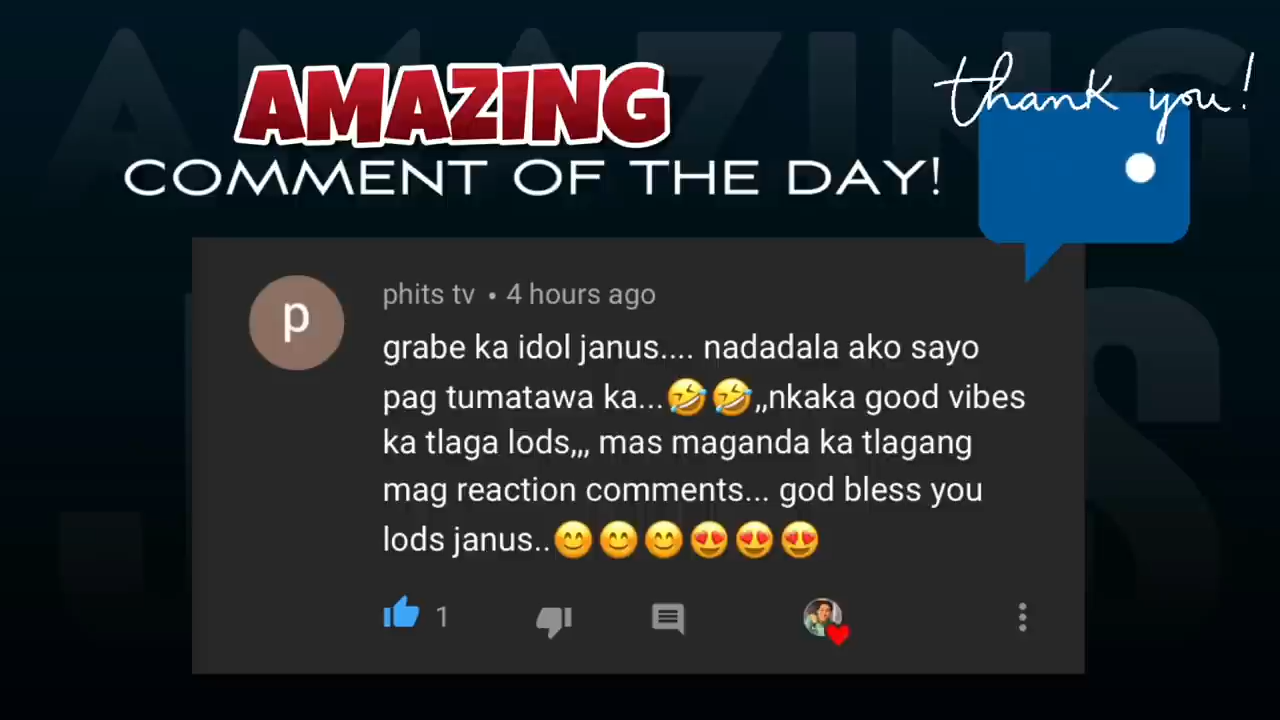 AMAZING
thank you!
COMMENT OF THE DAY!
p
phits tv • 4 hours ago
grabe ka idol janus.... nadadala ako sayo
pag tumatawa ka...🤣🤣,,nkaka good vibes
ka tlaga lods,,, mas maganda ka tlagang
mag reaction comments... god bless you
lods janus..😊😊😊😍😍😍
1